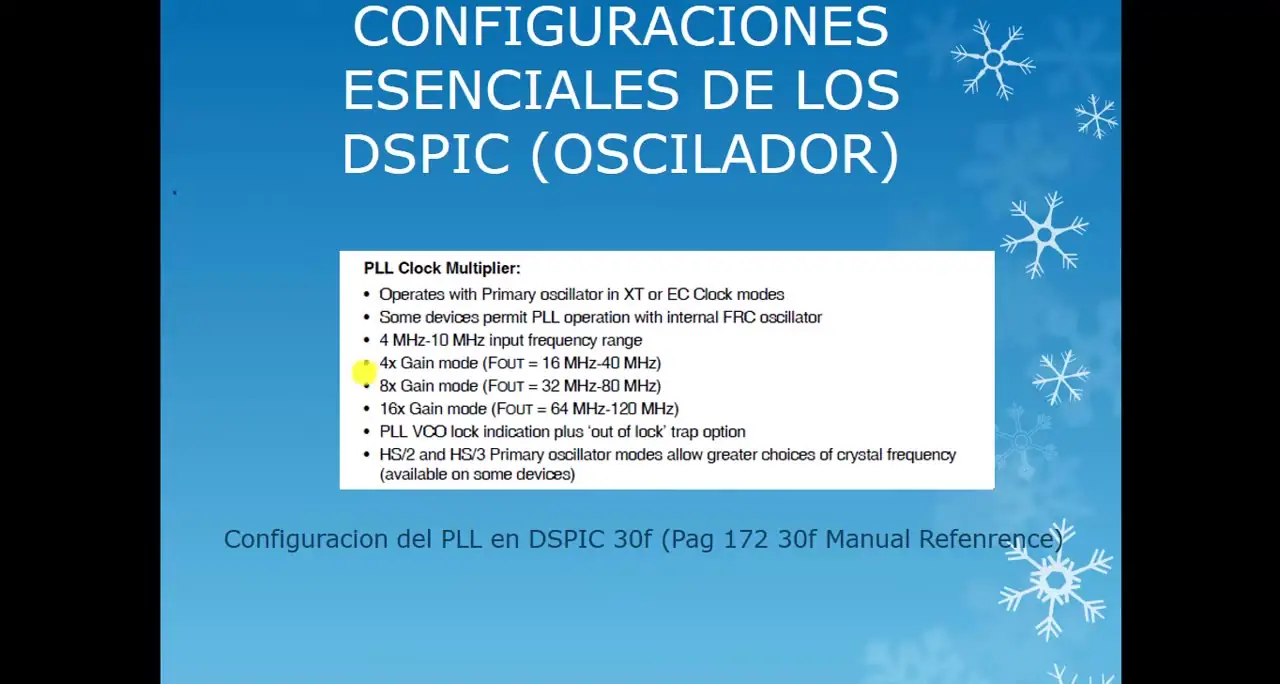 CONFIGURACIONES
ESENCIALES DE LOS
DSPIC (OSCILADOR)
PLL Clock Multiplier:
• Operates with Primary oscillator in XT or EC Clock modes
• Some devices permit PLL operation with internal FRC oscillator
• 4 MHz-10 MHz input frequency range
• 4x Gain mode (FOUT = 16 MHz-40 MHz)
• 8x Gain mode (FOUT = 32 MHz-80 MHz)
• 16x Gain mode (FOUT = 64 MHz-120 MHz)
• PLL VCO lock indication plus ‘out of lock’ trap option
• HS/2 and HS/3 Primary oscillator modes allow greater choices of crystal frequency
(available on some devices)
Configuracion del PLL en DSPIC 30f (Pag 172 30f Manual Refenrence)